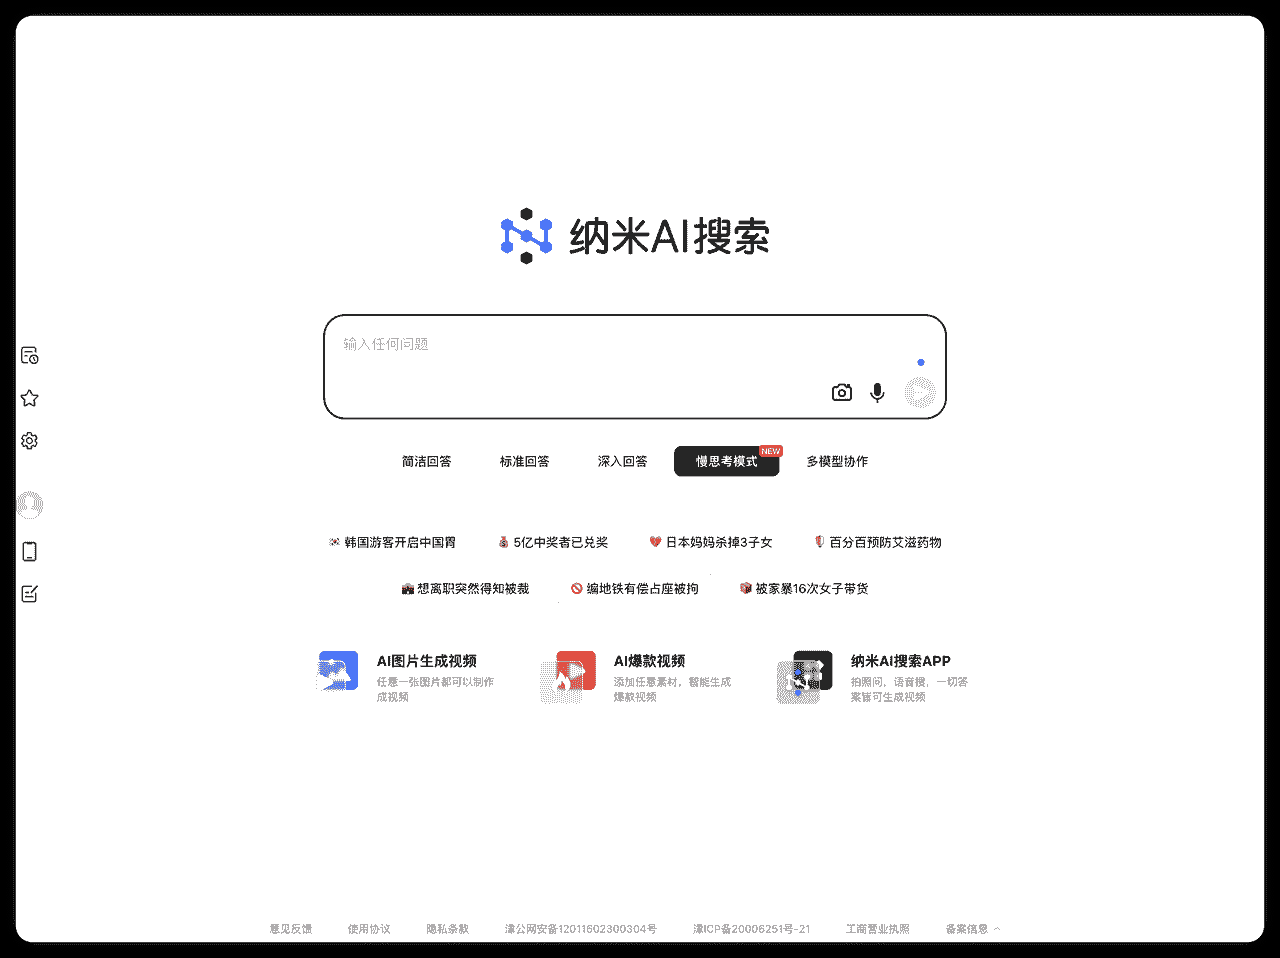 纳米AI搜索
输入任何问题
简洁回答
标准回答
深入回答
慢思考模式
NEW
多模型协作
韩国游客开启中国胃
5亿中奖者已兑奖
日本妈妈杀掉3子女
百分百预防艾滋药物
想离职突然得知被裁
编地铁有偿占座被拘
被家暴16次女子带货
AI图片生成视频
任意一张图片都可以制作
成视频
AI爆款视频
添加任意素材，智能生成
爆款视频
纳米AI搜索APP
拍照问，语音搜，一切答
案皆可生成视频
意见反馈
使用协议
隐私条款
津公网安备12011602300304号
津ICP备20006251号-21
工商营业执照
备案信息